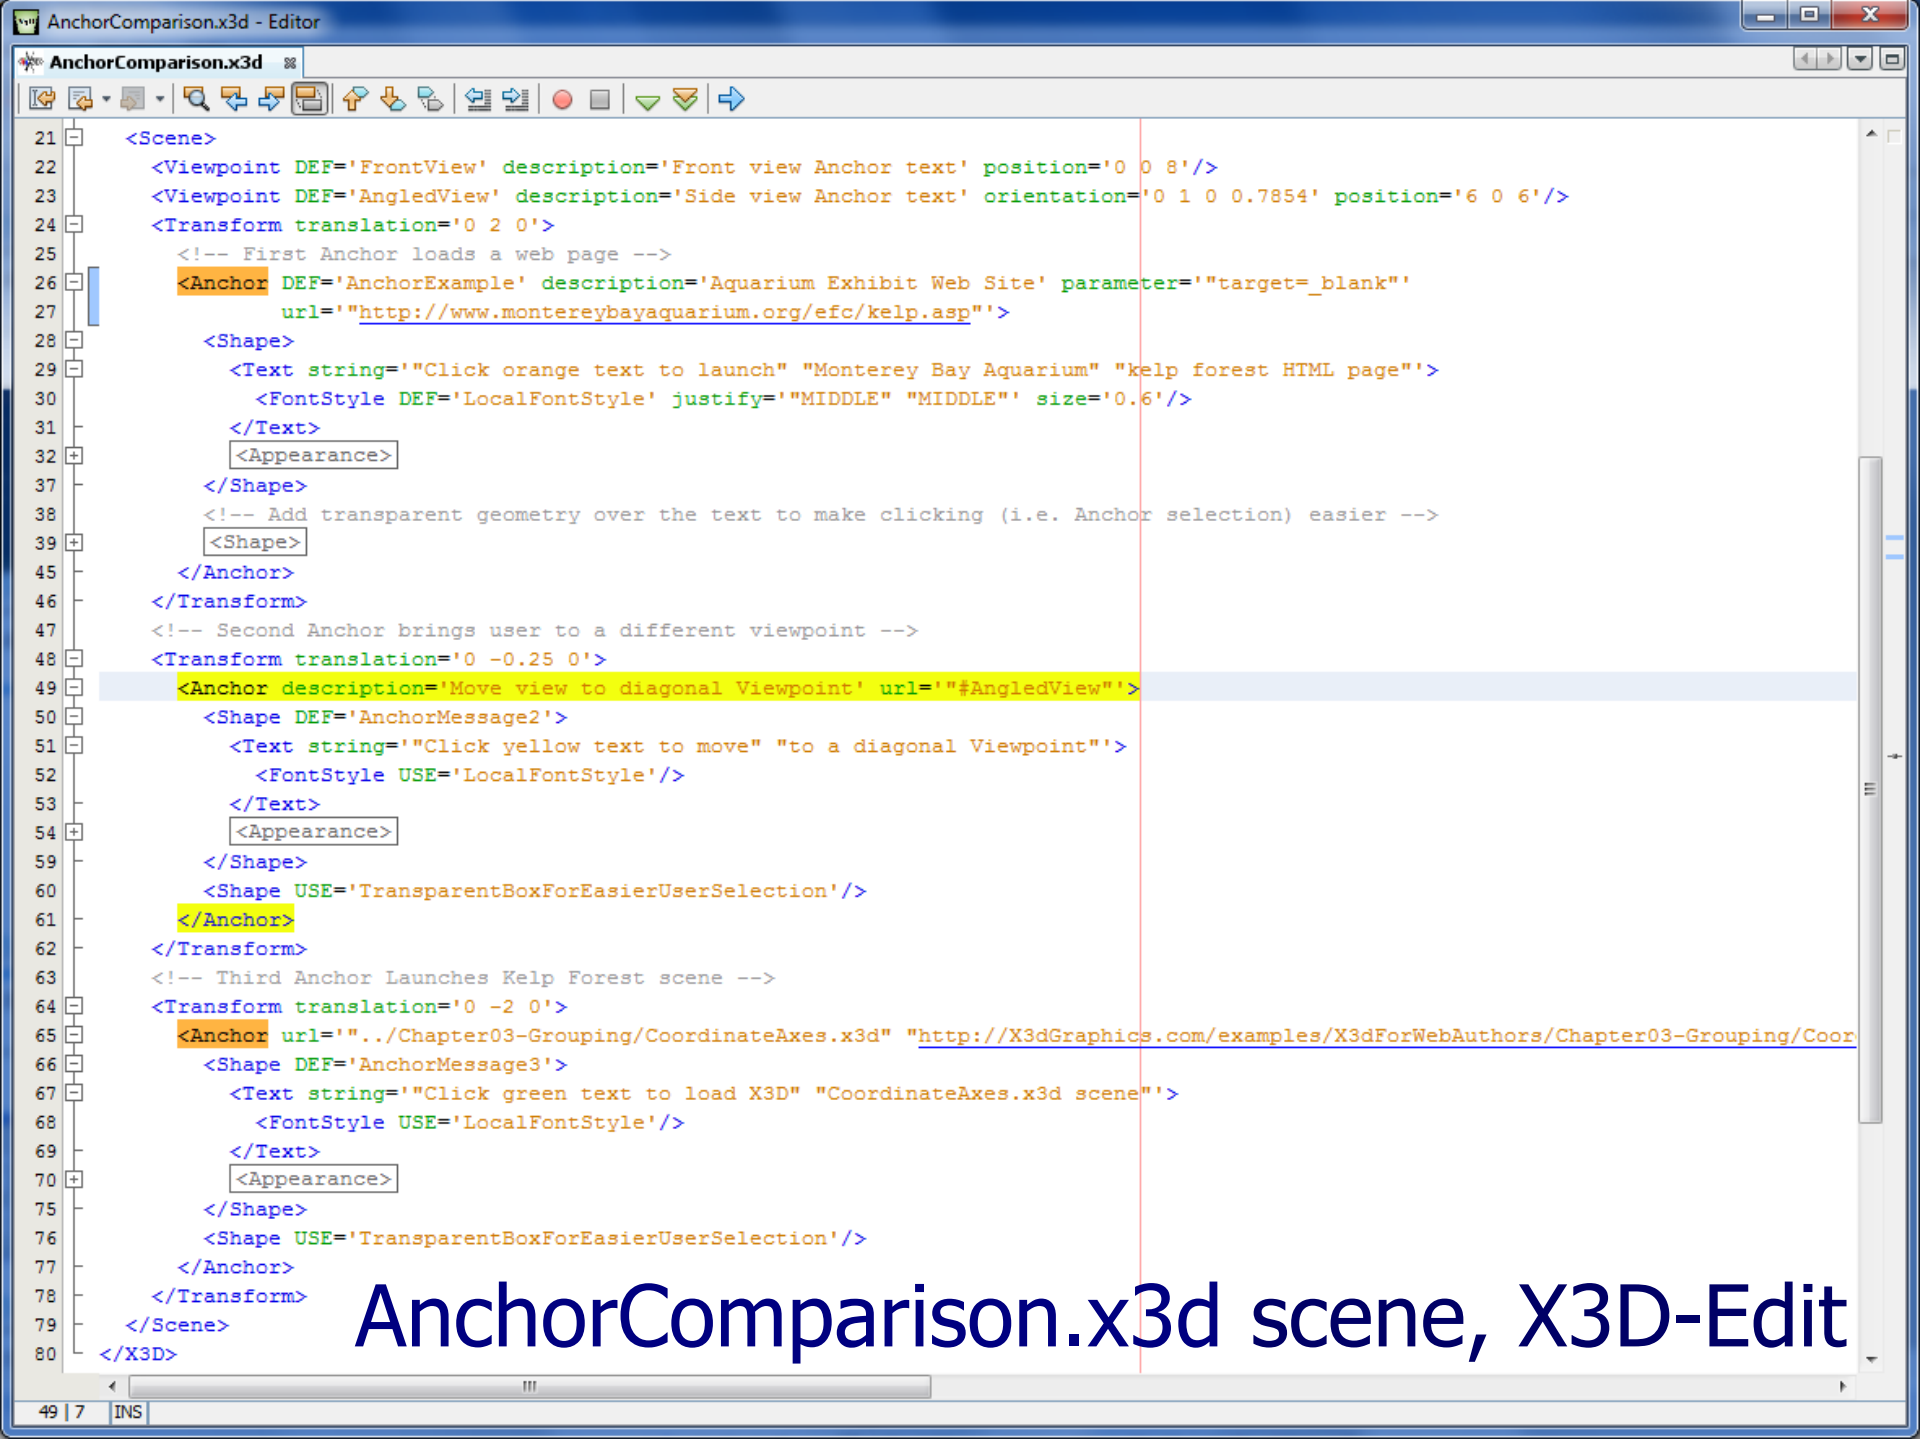 AnchorComparison.x3d - Editor
AnchorComparison.x3d
21 <Scene>
22 <Viewpoint DEF='FrontView' description='Front view Anchor text' position='0 0 8'/>
23 <Viewpoint DEF='AngledView' description='Side view Anchor text' orientation='0 1 0 0.7854' position='6 0 6'/>
24 <Transform translation='0 2 0'>
25 <!-- First Anchor loads a web page -->
26 <Anchor DEF='AnchorExample' description='Aquarium Exhibit Web Site' parameter='"target=_blank"'
27 url='"http://www.montereybayaquarium.org/efc/kelp.asp"'>
28 <Shape>
29 <Text string='"Click orange text to launch" "Monterey Bay Aquarium" "kelp forest HTML page"'>
30 <FontStyle DEF='LocalFontStyle' justify='"MIDDLE" "MIDDLE"' size='0.6'/>
31 </Text>
32 <Appearance>
37 </Shape>
38 <!-- Add transparent geometry over the text to make clicking (i.e. Anchor selection) easier -->
39 <Shape>
45 </Anchor>
46 </Transform>
47 <!-- Second Anchor brings user to a different viewpoint -->
48 <Transform translation='0 -0.25 0'>
49 <Anchor description='Move view to diagonal Viewpoint' url='"#AngledView"'>
50 <Shape DEF='AnchorMessage2'>
51 <Text string='"Click yellow text to move" "to a diagonal Viewpoint"'>
52 <FontStyle USE='LocalFontStyle'/>
53 </Text>
54 <Appearance>
59 </Shape>
60 <Shape USE='TransparentBoxForEasierUserSelection'/>
61 </Anchor>
62 </Transform>
63 <!-- Third Anchor Launches Kelp Forest scene -->
64 <Transform translation='0 -2 0'>
65 <Anchor url='"../Chapter03-Grouping/CoordinateAxes.x3d" "http://X3dGraphics.com/examples/X3dForWebAuthors/Chapter03-Grouping/Coor
66 <Shape DEF='AnchorMessage3'>
67 <Text string='"Click green text to load X3D" "CoordinateAxes.x3d scene"'>
68 <FontStyle USE='LocalFontStyle'/>
69 </Text>
70 <Appearance>
75 </Shape>
76 <Shape USE='TransparentBoxForEasierUserSelection'/>
77 </Anchor>
78 </Transform>
79 </Scene>
80 </X3D>
AnchorComparison.x3d scene, X3D-Edit
49 | 7 INS